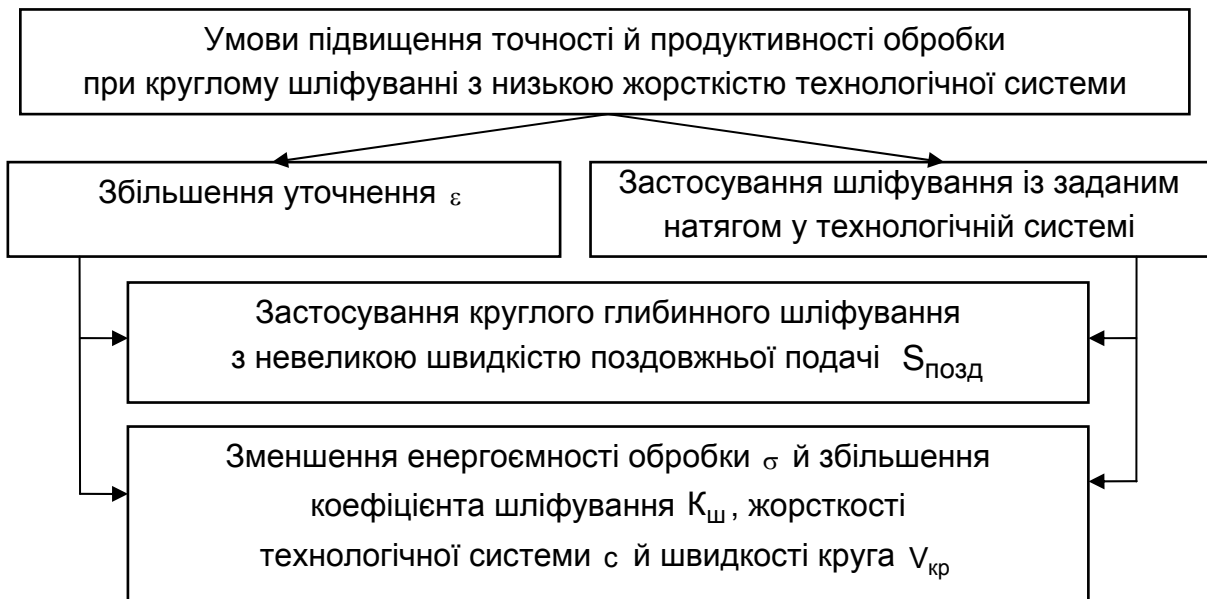 Умови підвищення точності й продуктивності обробки
при круглому шліфуванні з низькою жорсткістю технологічної системи
Збільшення уточнення ε
Застосування шліфування із заданим
натягом у технологічній системі
Застосування круглого глибинного шліфування
з невеликою швидкістю поздовжньої подачі Sпозд
Зменшення енергоємності обробки σ й збільшення
коефіцієнта шліфування Kш, жорсткості
технологічної системи c й швидкості круга Vкр